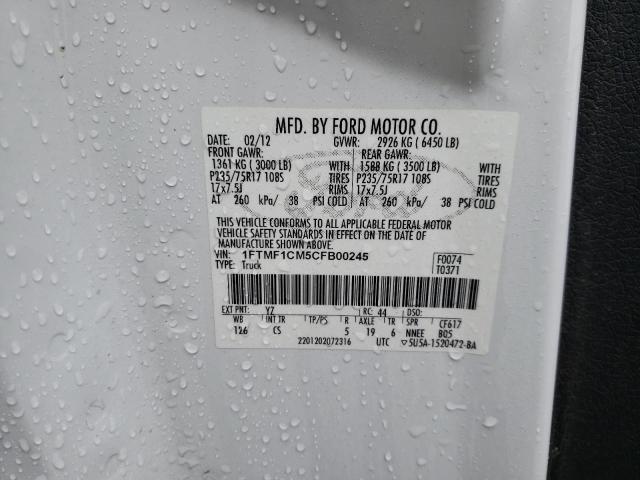 MFD. BY FORD MOTOR CO.
DATE: 02/12 GVWR: 2926 KG ( 6450 LB)
FRONT GAWR: REAR GAWR:
1361 KG ( 3000 LB) WITH 1588 KG ( 3500 LB) WITH
P235/75R17 108S TIRES P235/75R17 108S TIRES
17x7.5J RIMS 17x7.5J RIMS
AT 260 kPa/ 38 PSI COLD AT 260 kPa/ 38 PSI COLD
THIS VEHICLE CONFORMS TO ALL APPLICABLE FEDERAL MOTOR
VEHICLE SAFETY STANDARDS IN EFFECT ON THE DATE OF
MANUFACTURE SHOWN ABOVE.
VIN: 1FTMF1CM5CFB00245 F0074
TYPE: Truck T0371
EXT PNT: YZ RC: 44 DSO:
WB INT TR TP/PS R AXLE TR SPR CF617
126 CS 5 19 6 NNEE B05
2201202072316 UTC ▽5U5A-1520472-BA